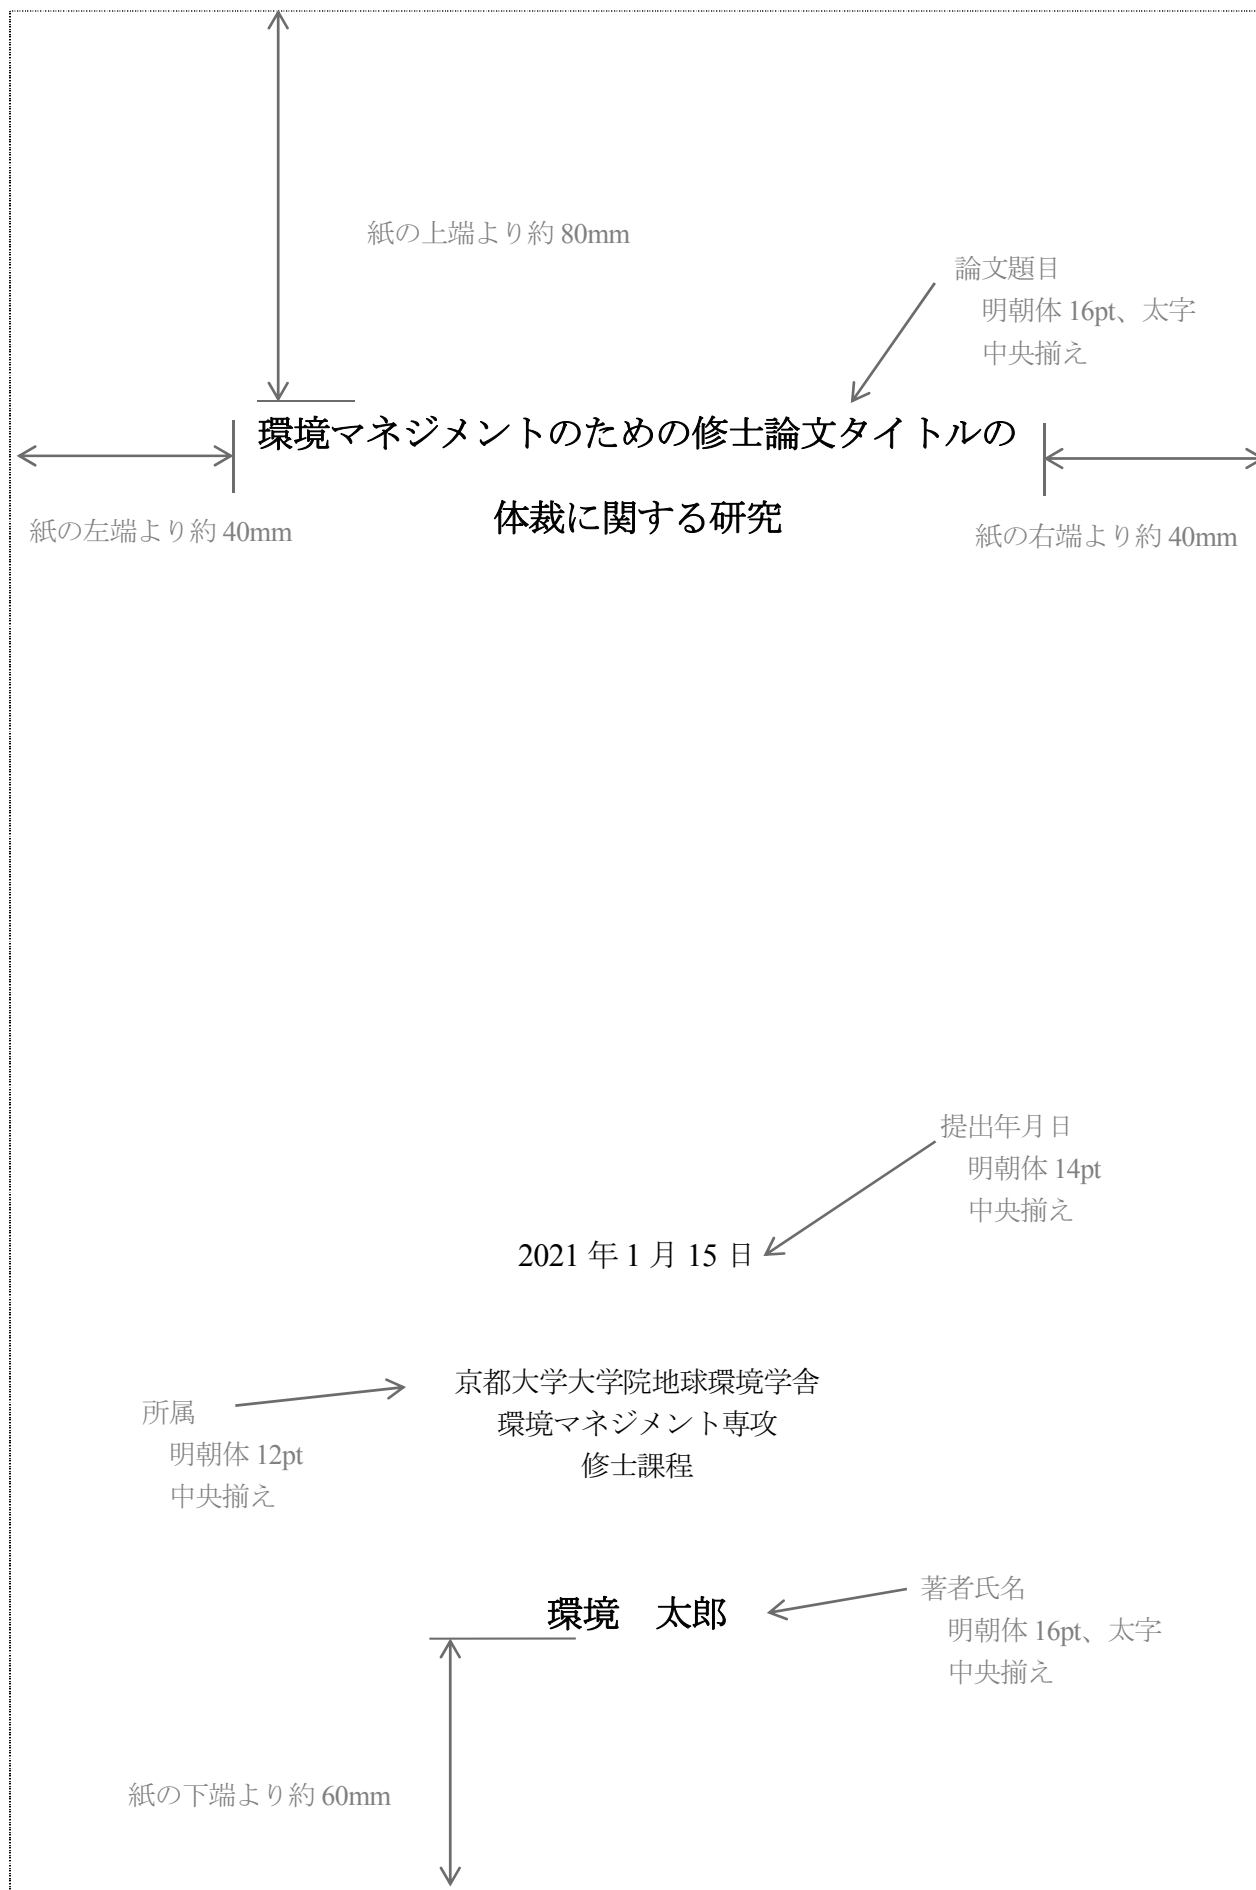 紙の上端より約 80mm
論文題目
明朝体 16pt、太字
中央揃え
環境マネジメントのための修士論文タイトルの
体裁に関する研究
紙の左端より約 40mm
紙の右端より約 40mm
提出年月日
明朝体 14pt
中央揃え
2021 年 1 月 15 日
京都大学大学院地球環境学舎
環境マネジメント専攻
修士課程
所属
明朝体 12pt
中央揃え
環境　太郎
著者氏名
明朝体 16pt、太字
中央揃え
紙の下端より約 60mm